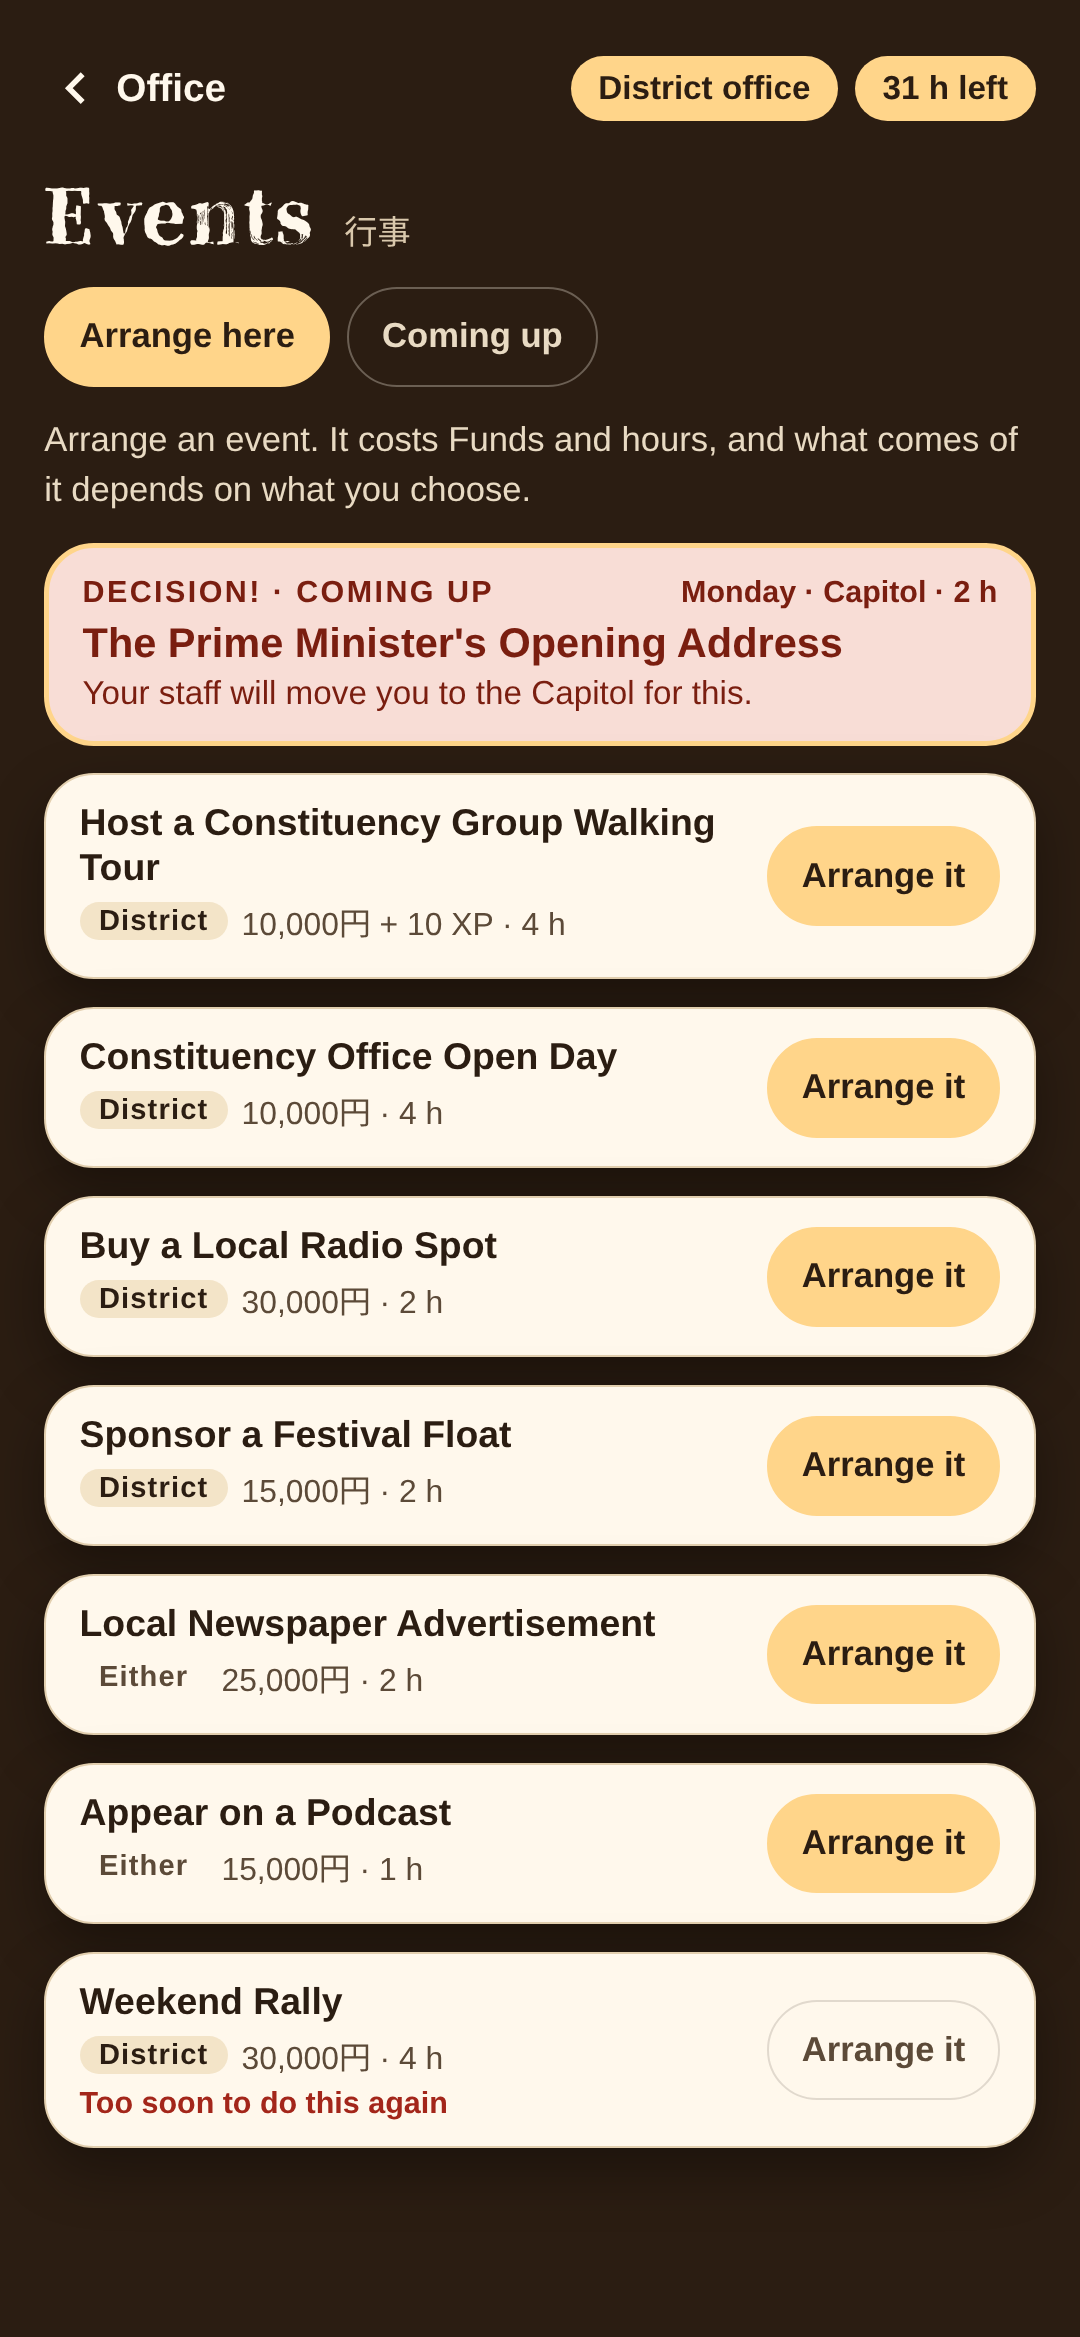 Office
District office
31 h left
Events 行事
Arrange here
Coming up
Arrange an event. It costs Funds and hours, and what comes of
it depends on what you choose.
DECISION! · COMING UP
Monday · Capitol · 2 h
The Prime Minister's Opening Address
Your staff will move you to the Capitol for this.
Host a Constituency Group Walking
Tour
District 10,000円 + 10 XP · 4 h
Arrange it
Constituency Office Open Day
District 10,000円 · 4 h
Arrange it
Buy a Local Radio Spot
District 30,000円 · 2 h
Arrange it
Sponsor a Festival Float
District 15,000円 · 2 h
Arrange it
Local Newspaper Advertisement
Either 25,000円 · 2 h
Arrange it
Appear on a Podcast
Either 15,000円 · 1 h
Arrange it
Weekend Rally
District 30,000円 · 4 h
Too soon to do this again
Arrange it